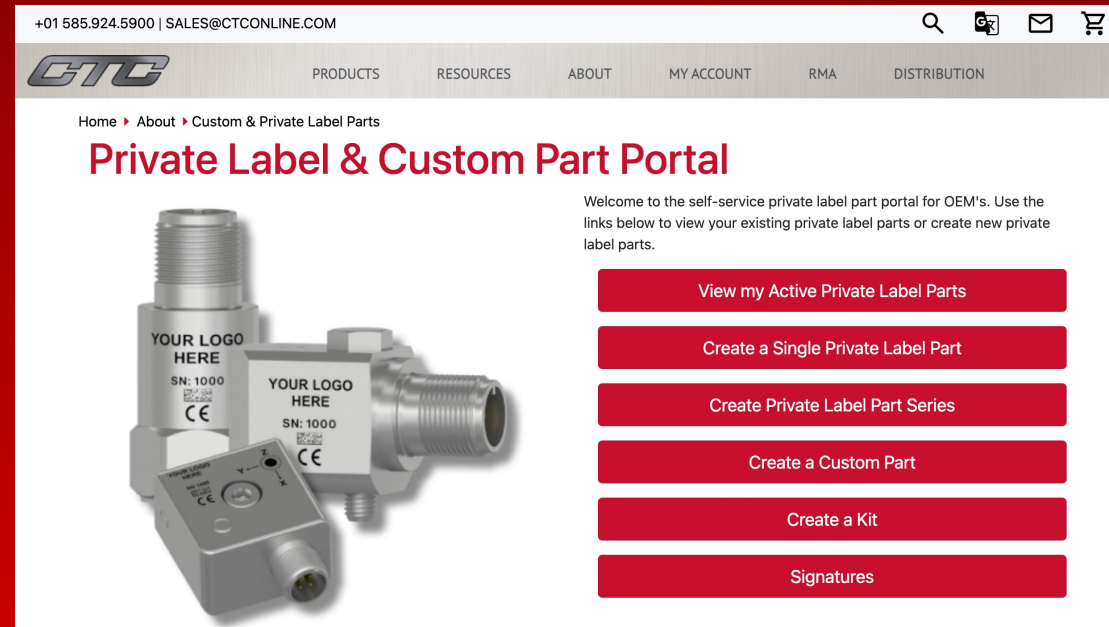 +01 585.924.5900 | SALES@CTCONLINE.COM
CTC
PRODUCTS RESOURCES ABOUT MY ACCOUNT RMA DISTRIBUTION
Home About Custom & Private Label Parts
Private Label & Custom Part Portal
Welcome to the self-service private label part portal for OEM's. Use the
links below to view your existing private label parts or create new private
label parts.
View my Active Private Label Parts
Create a Single Private Label Part
Create Private Label Part Series
Create a Custom Part
Create a Kit
Signatures
YOUR LOGO
HERE
SN: 1000
CE
YOUR LOGO
HERE
SN: 1000
CE
YOUR LOGO
HERE
CE
Z
Y
X